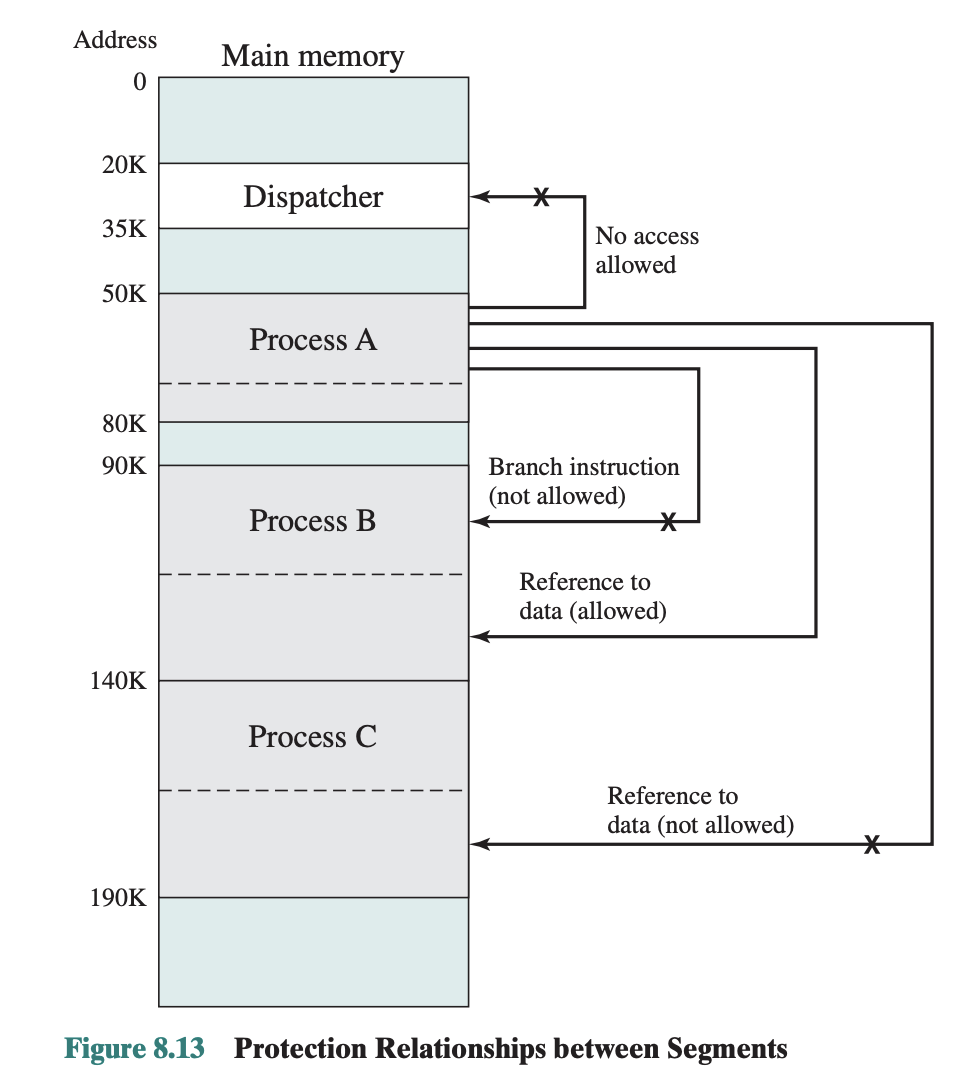 Address
Main memory
0
20K
Dispatcher
X
35K
No access
allowed
50K
Process A
80K
90K
Branch instruction
(not allowed)
Process B
X
Reference to
data (allowed)
140K
Process C
Reference to
data (not allowed)
X
190K
Figure 8.13 Protection Relationships between Segments